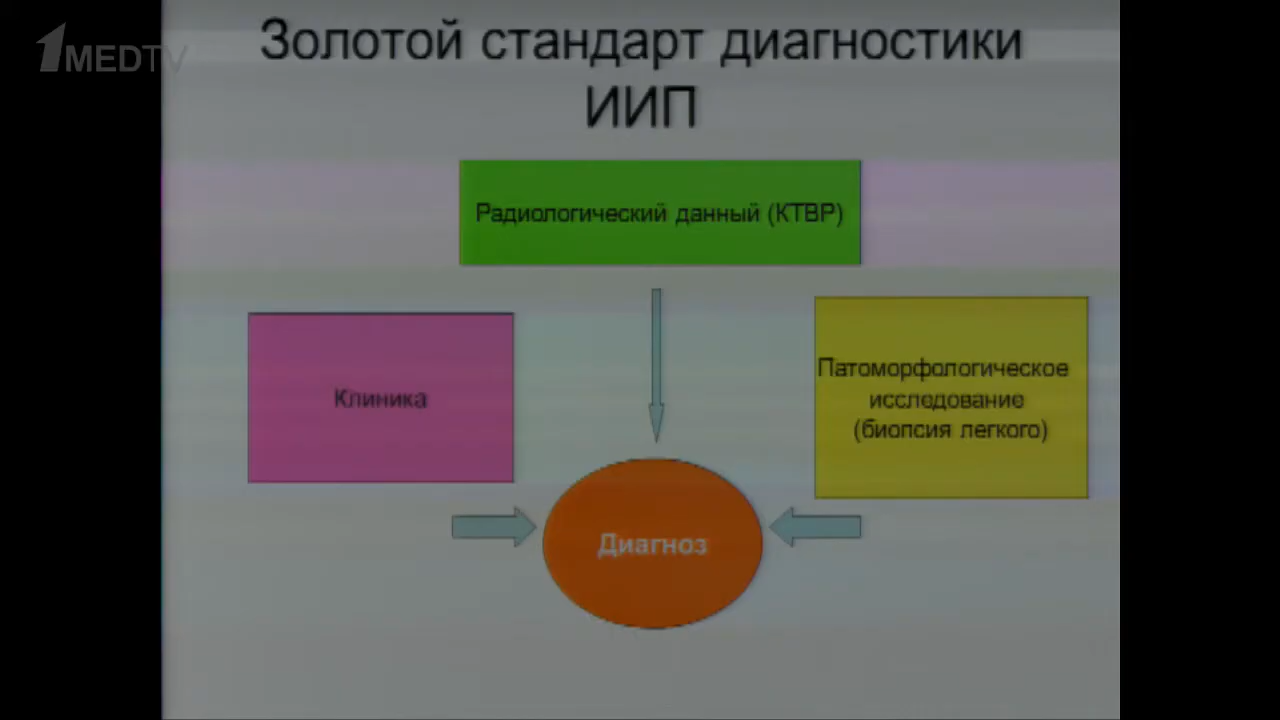 1MEDTV
Золотой стандарт диагностики
ИИП
Радиологический данный (КТВР)
Клиника
Патоморфологическое
исследование
(биопсия легкого)
Диагноз